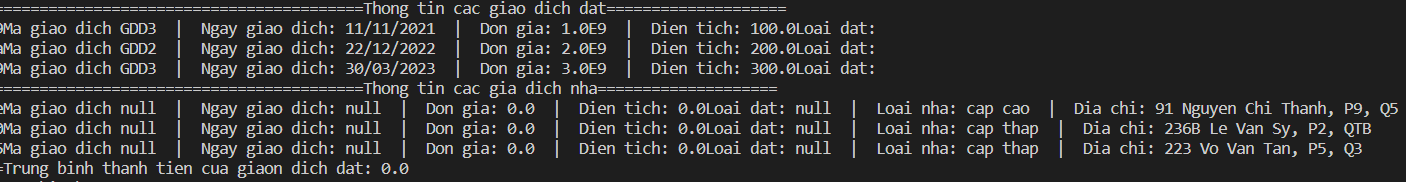 =========================================Thong tin cac giao dich dat====================
Ma giao dich GDD3 | Ngay giao dich: 11/11/2021 | Don gia: 1.0E9 | Dien tich: 100.0Loai dat:
Ma giao dich GDD2 | Ngay giao dich: 22/12/2022 | Don gia: 2.0E9 | Dien tich: 200.0Loai dat:
Ma giao dich GDD3 | Ngay giao dich: 30/03/2023 | Don gia: 3.0E9 | Dien tich: 300.0Loai dat:
=========================================Thong tin cac gia dich nha====================
Ma giao dich null | Ngay giao dich: null | Don gia: 0.0 | Dien tich: 0.0Loai dat: null | Loai nha: cap cao | Dia chi: 91 Nguyen Chi Thanh, P9, Q5
Ma giao dich null | Ngay giao dich: null | Don gia: 0.0 | Dien tich: 0.0Loai dat: null | Loai nha: cap thap | Dia chi: 236B Le Van Sy, P2, QTB
Ma giao dich null | Ngay giao dich: null | Don gia: 0.0 | Dien tich: 0.0Loai dat: null | Loai nha: cap thap | Dia chi: 223 Vo Van Tan, P5, Q3
=Trung binh thanh tien cua giaon dich dat: 0.0